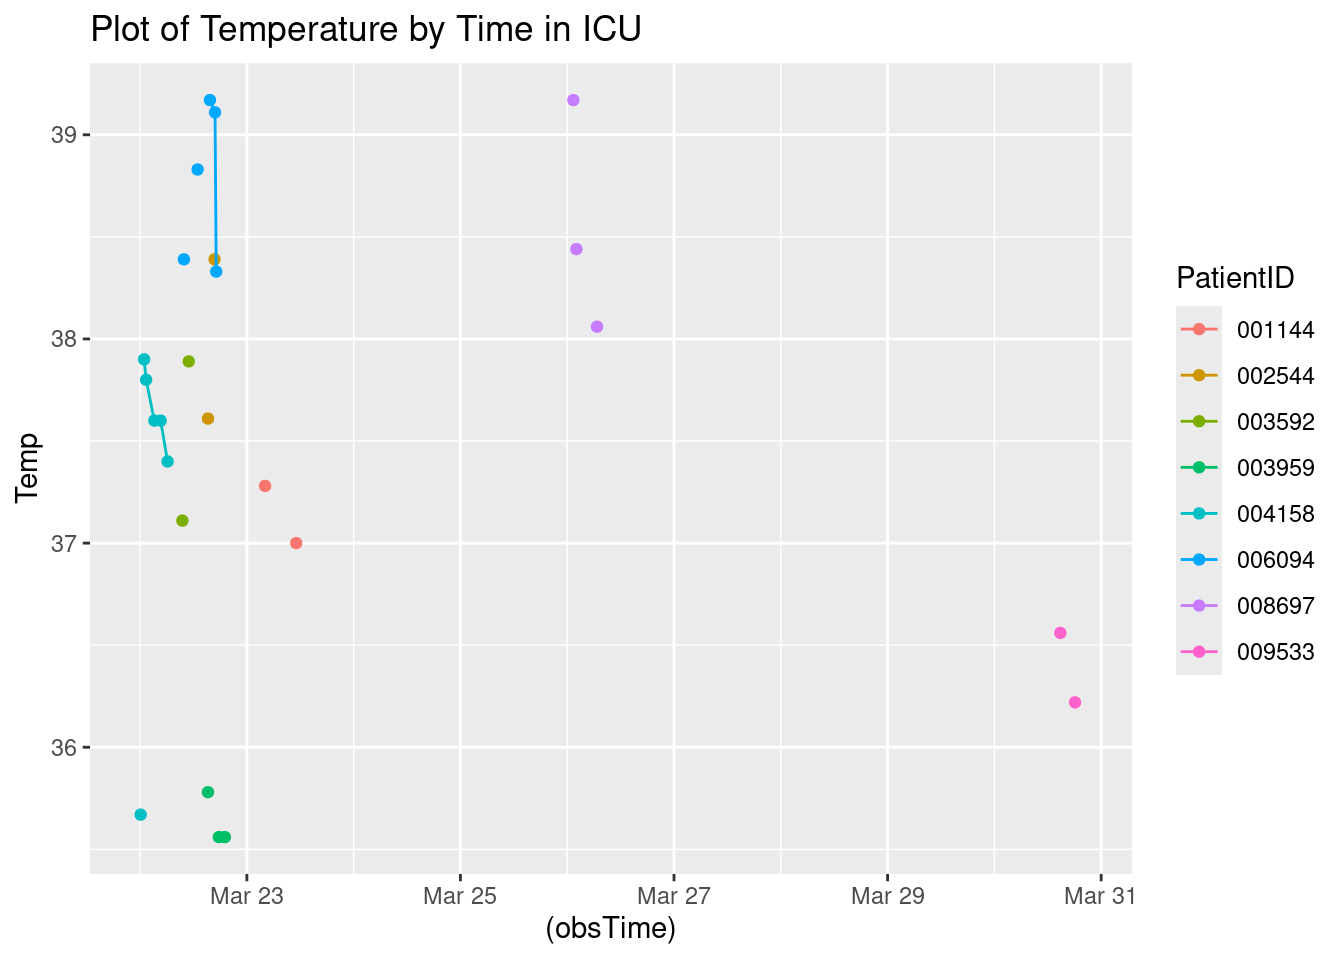 Plot of Temperature by Time in ICU
39
38
37
36
Temp
Mar 23
Mar 25
Mar 27
Mar 29
Mar 31
(obsTime)
PatientID
001144
002544
003592
003959
004158
006094
008697
009533